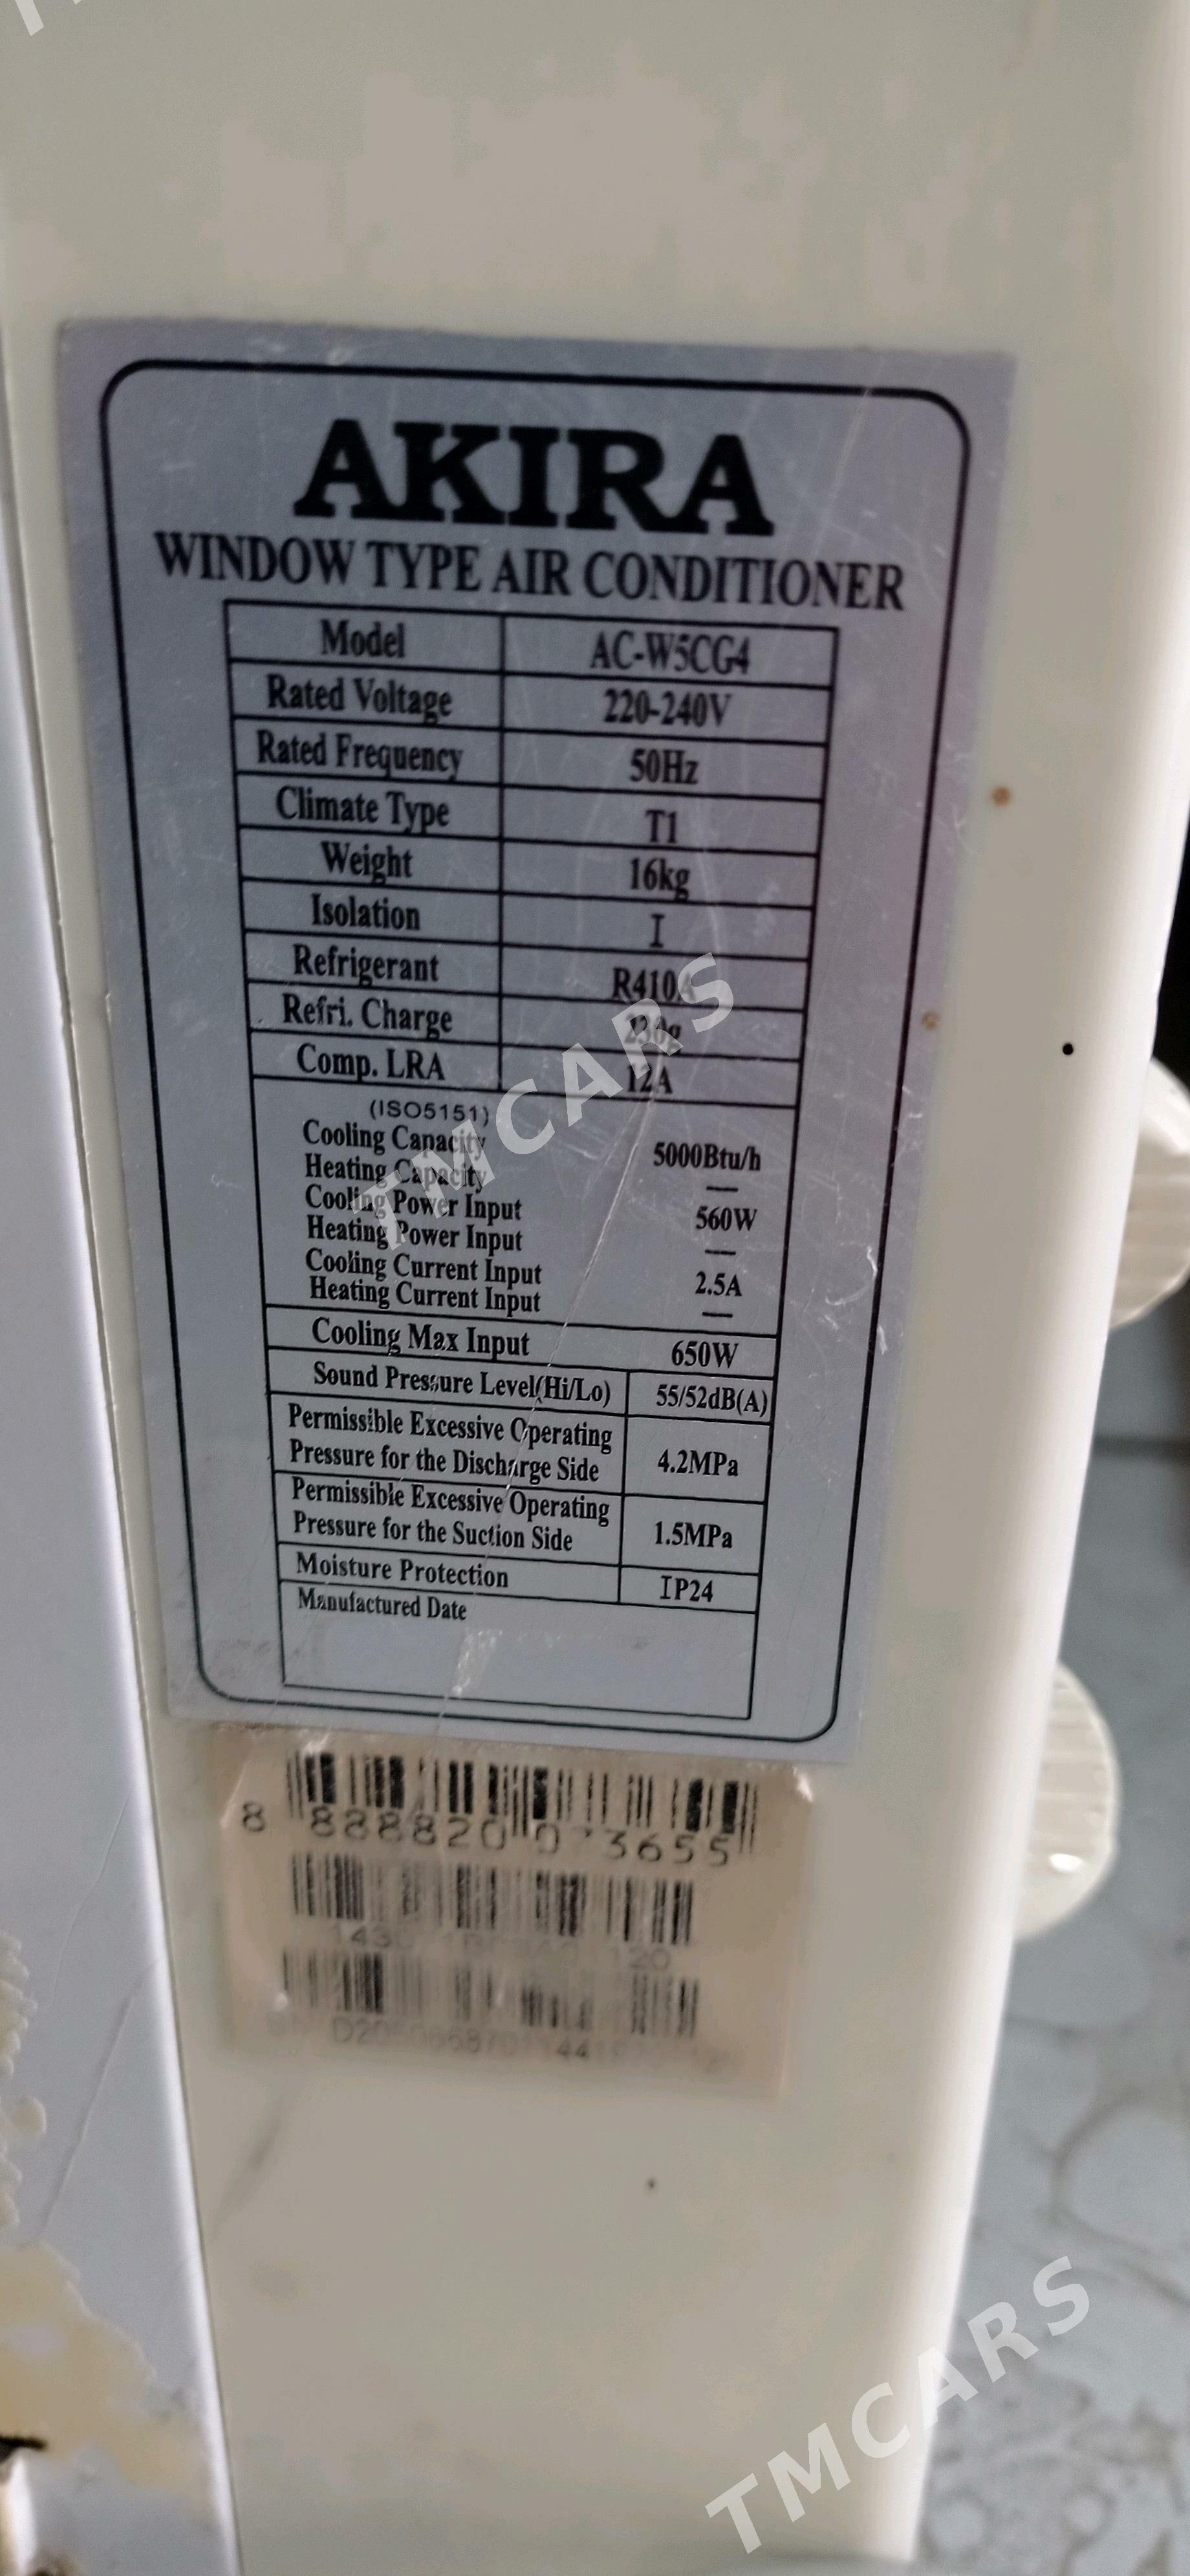 AKIRA
WINDOW TYPE AIR CONDITIONER
Model AC-W5CG4
Rated Voltage 220-240V
Rated Frequency 50Hz
Climate Type T1
Weight 16kg
Isolation I
Refrigerant R410A
Refri. Charge
Comp. LRA 12A
(ISO5151)
Cooling Capacity 5000Btu/h
Heating Capacity —
Cooling Power Input 560W
Heating Power Input —
Cooling Current Input 2.5A
Heating Current Input —
Cooling Max Input 650W
Sound Pressure Level(Hi/Lo) 55/52dB(A)
Permissible Excessive Operating
Pressure for the Discharge Side 4.2MPa
Permissible Excessive Operating
Pressure for the Suction Side 1.5MPa
Moisture Protection IP24
Manufactured Date
8 888820 073655
TMCARS
TMCARS